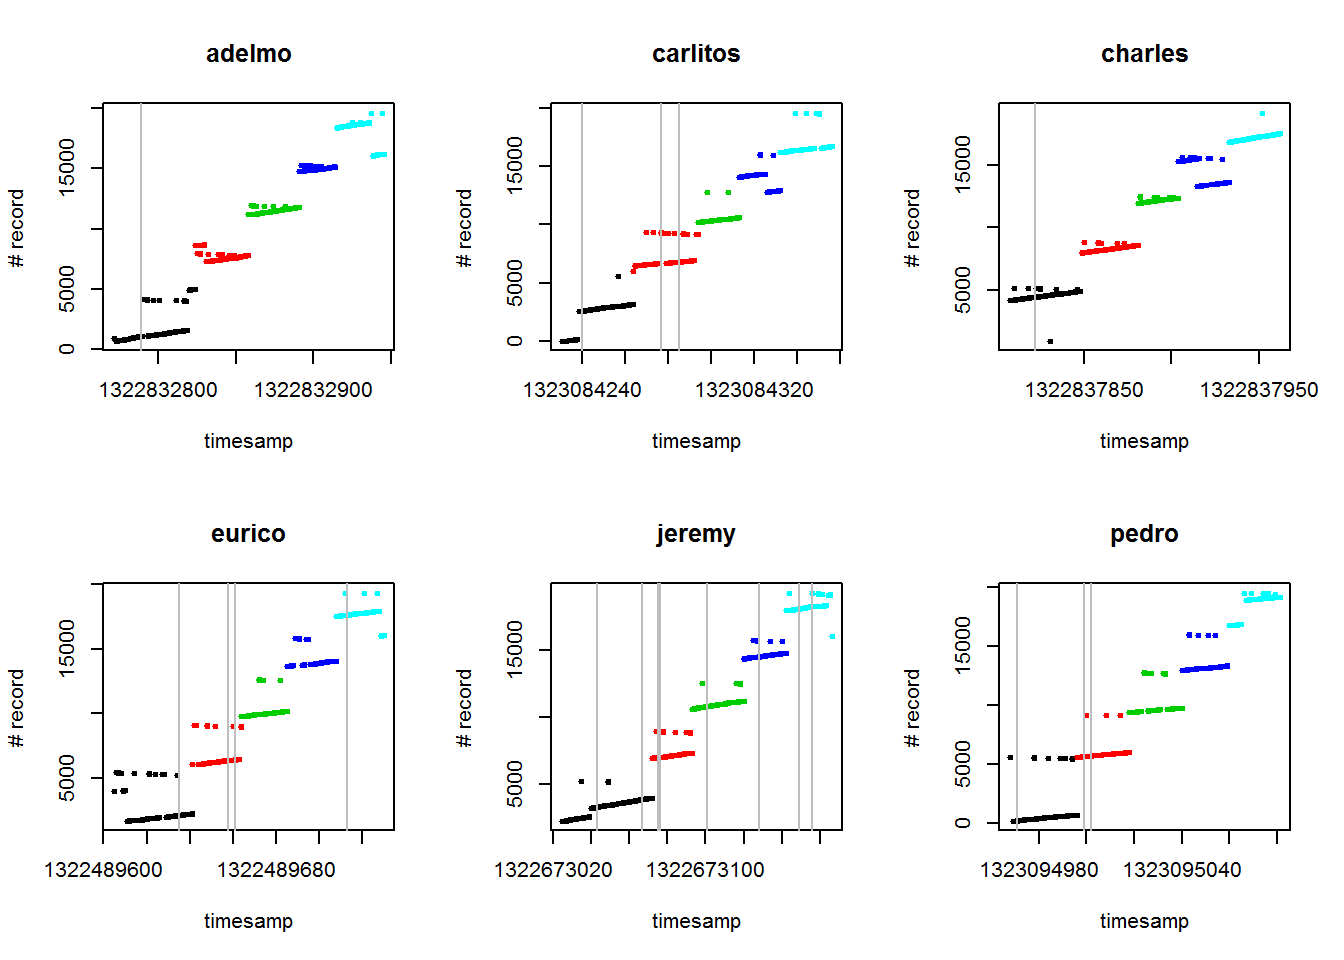 adelmo
# record
0
5000
15000
1322832800 1322832900
timesamp
carlitos
# record
0
5000
15000
1323084240 1323084320
timesamp
charles
# record
5000
15000
1322837850 1322837950
timesamp
eurico
# record
5000
15000
1322489600 1322489680
timesamp
jeremy
# record
5000
15000
1322673020 1322673100
timesamp
pedro
# record
0
5000
15000
1323094980 1323095040
timesamp